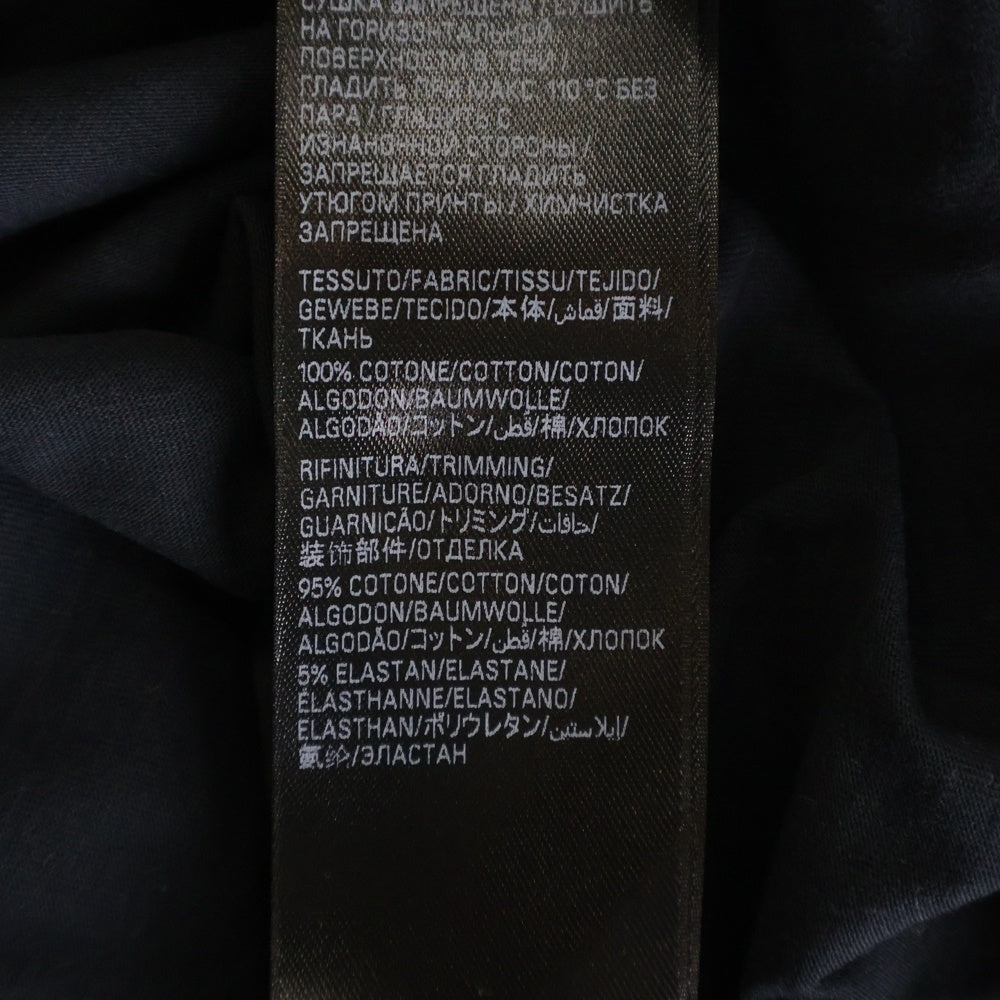 СУШКА ЗАПРЕЩЕНА / СУШИТЬ
НА ГОРИЗОНТАЛЬНОЙ
ПОВЕРХНОСТИ В ТЕНИ
ГЛАДИТЬ ПРИ МАКС. 110°C БЕЗ
ПАРА / ГЛАДИТЬ С
ИЗНАНОЧНОЙ СТОРОНЫ /
ЗАПРЕЩАЕТСЯ ГЛАДИТЬ
УТЮГОМ ПРИНТЫ / ХИМЧИСТКА
ЗАПРЕЩЕНА
TESSUTO/FABRIC/TISSU/TEJIDO/
GEWEBE/TECIDO/本体/قماش/面料/
ТКАНЬ
100% COTONE/COTTON/COTON/
ALGODON/BAUMWOLLE/
ALGODÃO/コットン/قطن/棉/ХЛОПОК
RIFINITURA/TRIMMING/
GARNITURE/ADORNO/BESATZ/
GUARNICÃO/トリミング/حافات/
装饰部件/ОТДЕЛКА
95% COTONE/COTTON/COTON/
ALGODON/BAUMWOLLE/
ALGODÃO/コットン/قطن/棉/ХЛОПОК
5% ELASTAN/ELASTANE/
ÉLASTHANNE/ELASTANO/
ELASTHAN/ポリウレタン/إيلاستين/
氨纶/ЭЛАСТАН